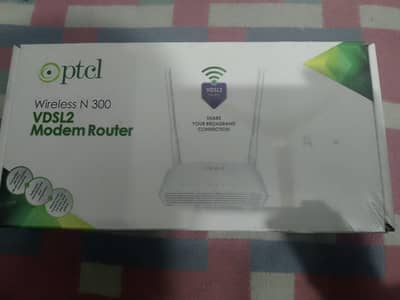 ptcl
Wireless N 300
VDSL2
Modem Router
VDSL2
SHARE
YOUR BROADBAND
CONNECTION